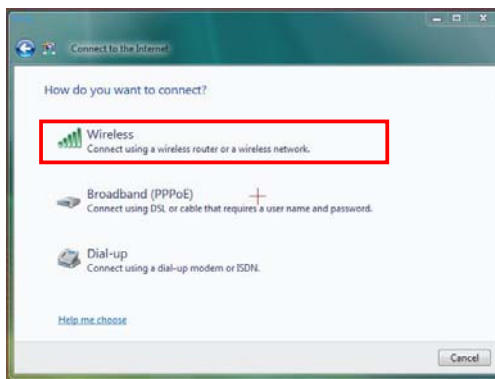 Connect to the Internet
How do you want to connect?
Wireless
Connect using a wireless router or a wireless network.
Broadband (PPPoE)
Connect using DSL or cable that requires a user name and password.
Dial-up
Connect using a dial-up modem or ISDN.
Help me choose
Cancel